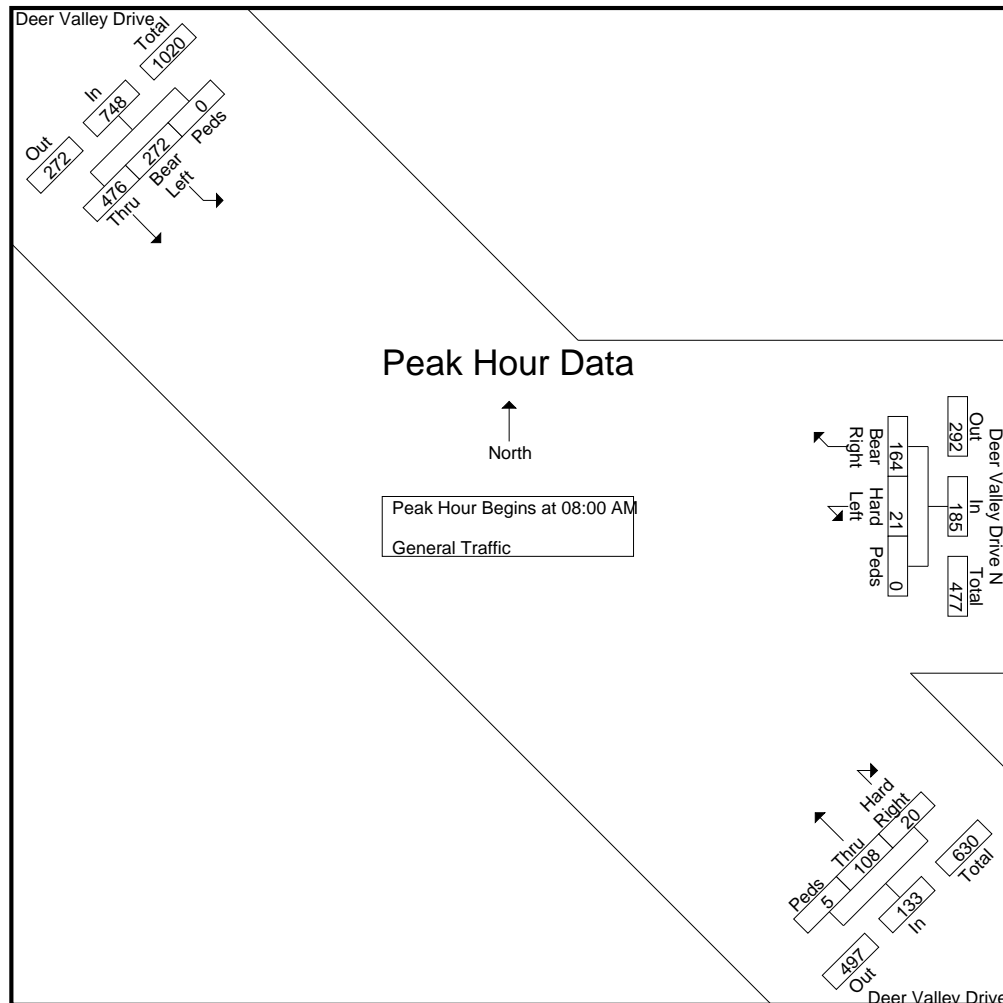 Deer Valley Drive
Out
In
Total
272
748
1020
476
272
0
Thru
Bear
Left
Peds
Peak Hour Data
North
Peak Hour Begins at 08:00 AM
General Traffic
Deer Valley Drive N
Out
In
Total
292
185
477
164
21
0
Bear
Right
Hard
Left
Peds
Hard
Right
Thru
Peds
20
108
5
630
133
497
Total
In
Out
Deer Valley Drive